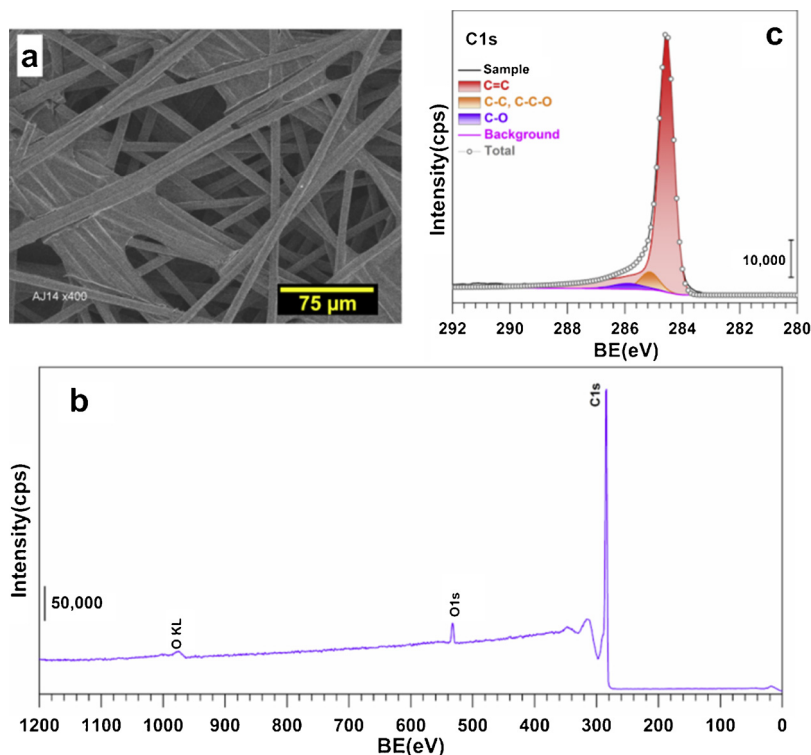 a
AJ14 x400
75 µm
c
C1s
Sample
C=C
C-C, C-C-O
C-O
Background
Total
10,000
Intensity(cps)
292 290 288 286 284 282 280
BE(eV)
b
C1s
O1s
O KL
50,000
Intensity(cps)
1200 1100 1000 900 800 700 600 500 400 300 200 100 0
BE(eV)